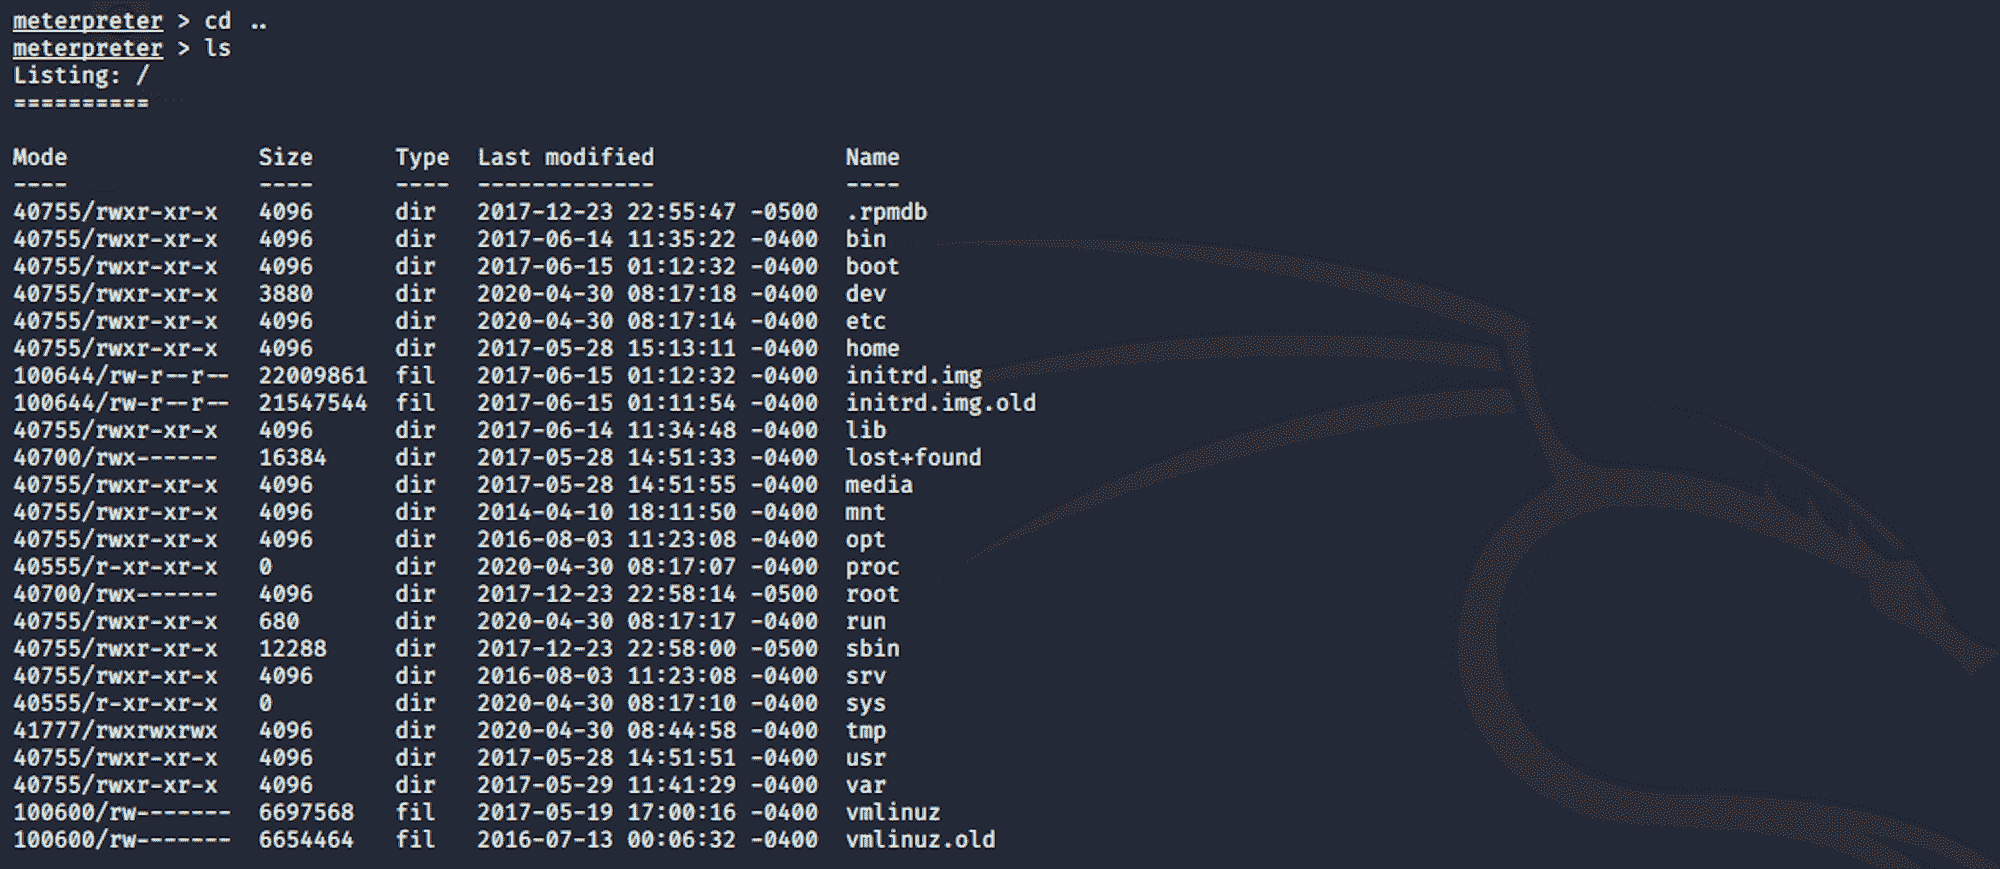 meterpreter > cd ..
meterpreter > ls
Listing: /
==========
Mode              Size      Type  Last modified              Name
----              ----      ----  -------------              ----
40755/rwxr-xr-x   4096      dir   2017-12-23 22:55:47 -0500  .rpmdb
40755/rwxr-xr-x   4096      dir   2017-06-14 11:35:22 -0400  bin
40755/rwxr-xr-x   4096      dir   2017-06-15 01:12:32 -0400  boot
40755/rwxr-xr-x   3880      dir   2020-04-30 08:17:18 -0400  dev
40755/rwxr-xr-x   4096      dir   2020-04-30 08:17:14 -0400  etc
40755/rwxr-xr-x   4096      dir   2017-05-28 15:13:11 -0400  home
100644/rw-r--r--  22009861  fil   2017-06-15 01:12:32 -0400  initrd.img
100644/rw-r--r--  21547544  fil   2017-06-15 01:11:54 -0400  initrd.img.old
40755/rwxr-xr-x   4096      dir   2017-06-14 11:34:48 -0400  lib
40700/rwx------   16384     dir   2017-05-28 14:51:33 -0400  lost+found
40755/rwxr-xr-x   4096      dir   2017-05-28 14:51:55 -0400  media
40755/rwxr-xr-x   4096      dir   2014-04-10 18:11:50 -0400  mnt
40755/rwxr-xr-x   4096      dir   2016-08-03 11:23:08 -0400  opt
40555/r-xr-xr-x   0         dir   2020-04-30 08:17:07 -0400  proc
40700/rwx------   4096      dir   2017-12-23 22:58:14 -0500  root
40755/rwxr-xr-x   680       dir   2020-04-30 08:17:17 -0400  run
40755/rwxr-xr-x   12288     dir   2017-12-23 22:58:00 -0500  sbin
40755/rwxr-xr-x   4096      dir   2016-08-03 11:23:08 -0400  srv
40555/r-xr-xr-x   0         dir   2020-04-30 08:17:10 -0400  sys
41777/rwxrwxrwx   4096      dir   2020-04-30 08:44:58 -0400  tmp
40755/rwxr-xr-x   4096      dir   2017-05-28 14:51:51 -0400  usr
40755/rwxr-xr-x   4096      dir   2017-05-29 11:41:29 -0400  var
100600/rw-------  6697568   fil   2017-05-19 17:00:16 -0400  vmlinuz
100600/rw-------  6654464   fil   2016-07-13 00:06:32 -0400  vmlinuz.old